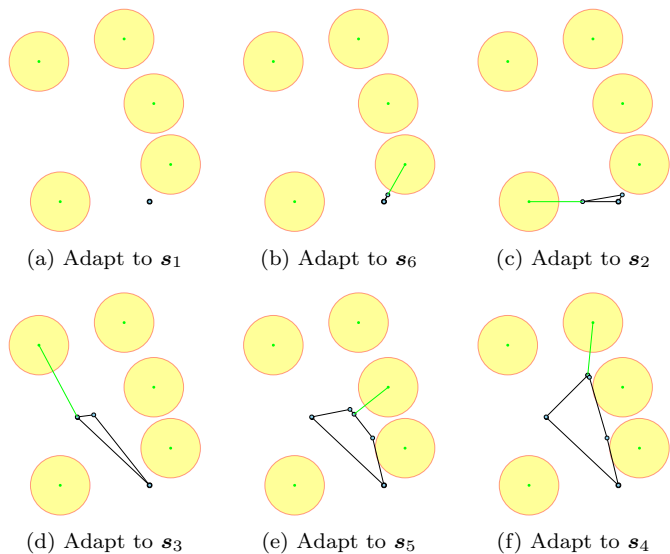 (a) Adapt to s₁
(b) Adapt to s₆
(c) Adapt to s₂
(d) Adapt to s₃
(e) Adapt to s₅
(f) Adapt to s₄